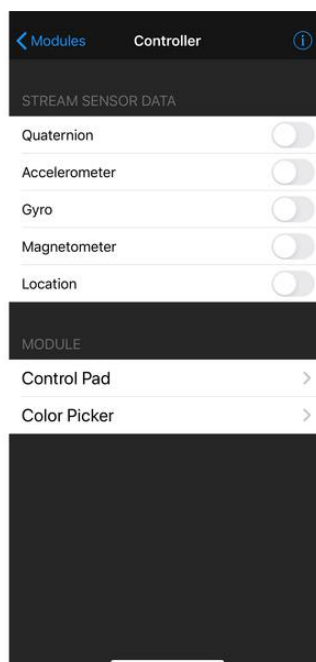 Modules
Controller
STREAM SENSOR DATA
Quaternion
Accelerometer
Gyro
Magnetometer
Location
MODULE
Control Pad
Color Picker